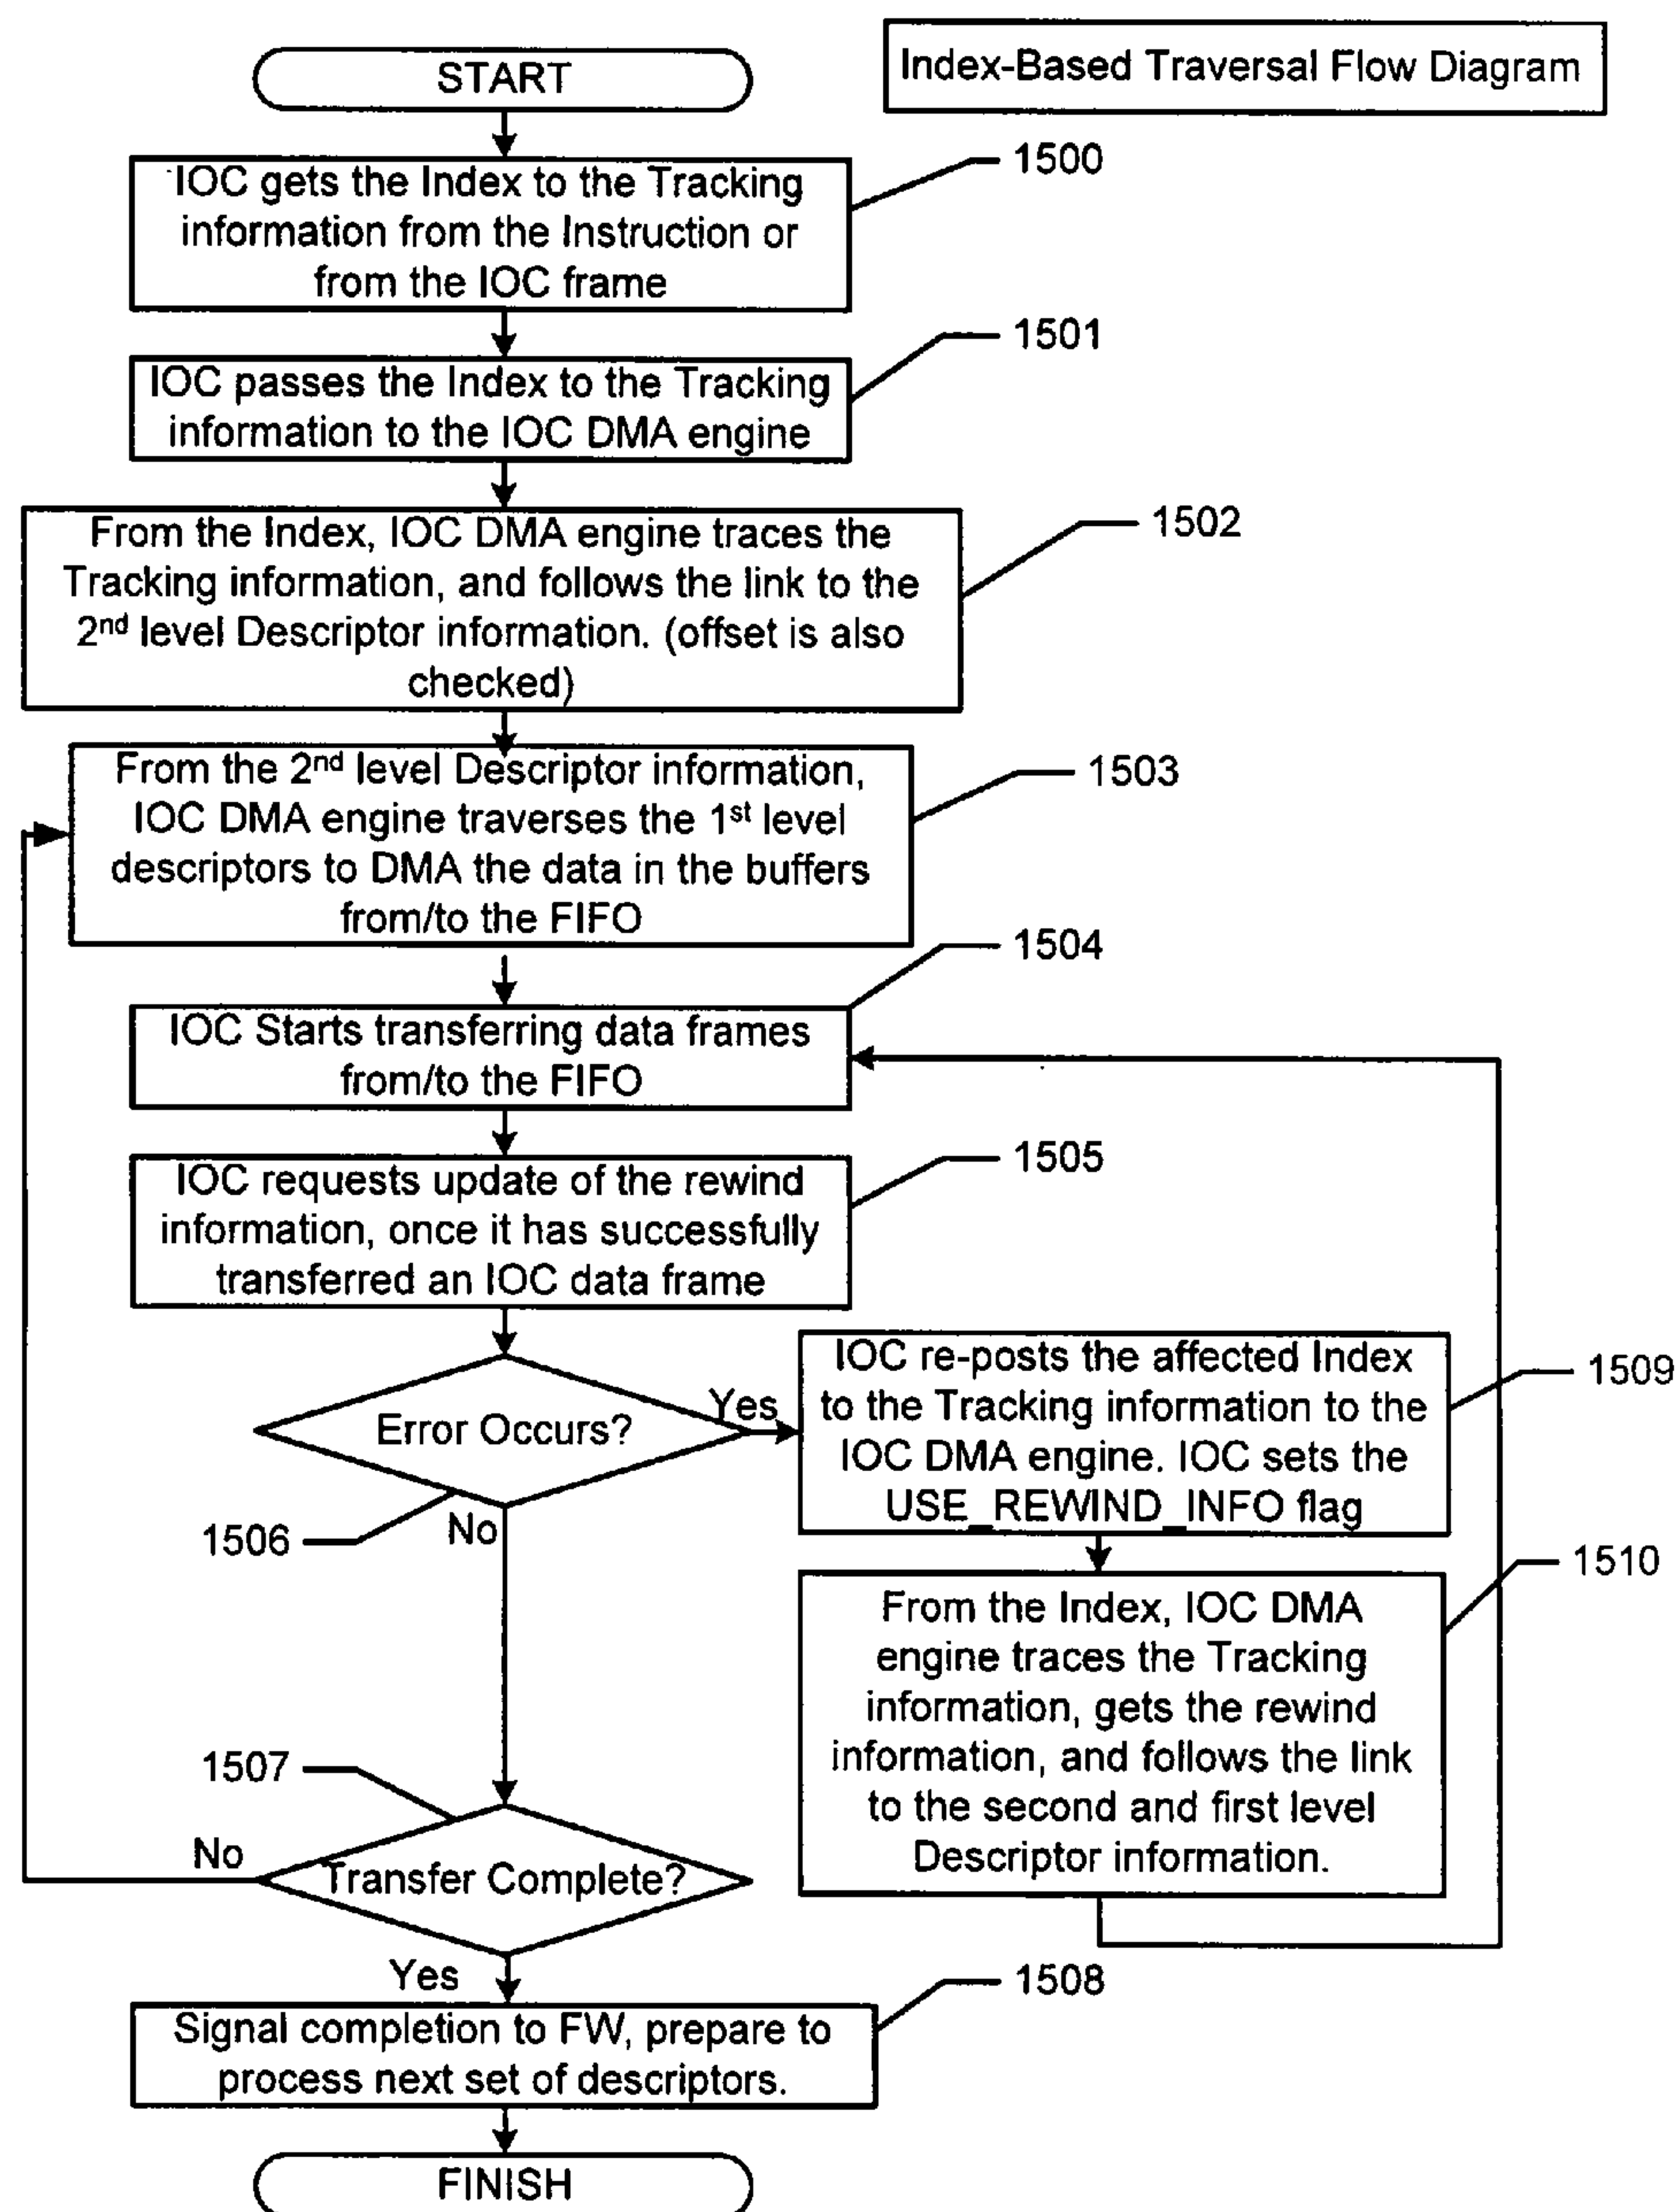 START
Index-Based Traversal Flow Diagram
IOC gets the Index to the Tracking
information from the Instruction or
from the IOC frame
1500
IOC passes the Index to the Tracking
information to the IOC DMA engine
1501
From the Index, IOC DMA engine traces the
Tracking information, and follows the link to the
2nd level Descriptor information. (offset is also
checked)
1502
From the 2nd level Descriptor information,
IOC DMA engine traverses the 1st level
descriptors to DMA the data in the buffers
from/to the FIFO
1503
IOC Starts transferring data frames
from/to the FIFO
1504
IOC requests update of the rewind
information, once it has successfully
transferred an IOC data frame
1505
Error Occurs?
Yes
No
1506
IOC re-posts the affected Index
to the Tracking information to the
IOC DMA engine. IOC sets the
USE_REWIND_INFO flag
1509
From the Index, IOC DMA
engine traces the Tracking
information, gets the rewind
information, and follows the link
to the second and first level
Descriptor information.
1510
1507
No
Transfer Complete?
Yes
Signal completion to FW, prepare to
process next set of descriptors.
1508
FINISH